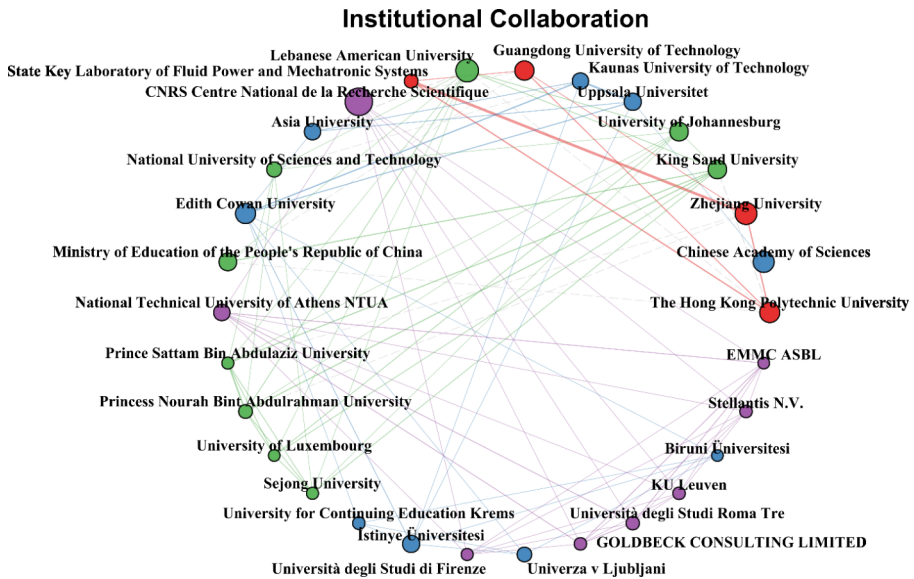 Institutional Collaboration
Lebanese American University
Guangdong University of Technology
State Key Laboratory of Fluid Power and Mechatronic Systems
Kaunas University of Technology
CNRS Centre National de la Recherche Scientifique
Uppsala Universitet
Asia University
University of Johannesburg
National University of Sciences and Technology
King Saud University
Edith Cowan University
Zhejiang University
Ministry of Education of the People's Republic of China
Chinese Academy of Sciences
National Technical University of Athens NTUA
The Hong Kong Polytechnic University
Prince Sattam Bin Abdulaziz University
EMMC ASBL
Princess Nourah Bint Abdulrahman University
Stellantis N.V.
University of Luxembourg
Biruni Üniversitesi
Sejong University
KU Leuven
University for Continuing Education Krems
Università degli Studi Roma Tre
İstinye Üniversitesi
GOLDBECK CONSULTING LIMITED
Università degli Studi di Firenze
Univerza v Ljubljani